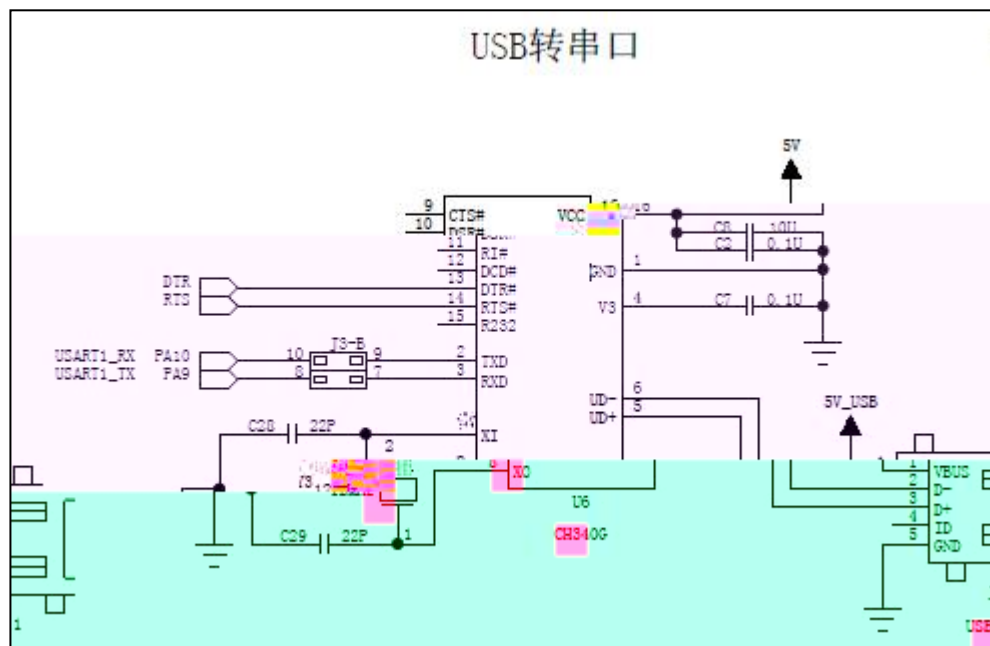 USB转串口
5V
9 CTS# VCC
10 DSR#
C8 10U
11 RI# C2 0.1U
12 DCD# GND 1
DTR 13 DTR#
RTS 14 RTS# V3 4 C7 0.1U
15 R232
J3-B
USART1_RX PA10 10 9 2 TXD
USART1_TX PA9 8 7 3 RXD
UD- 6
UD+ 5 5V_USB
C28 22P XI
2
XO 1 VBUS
2 D-
U6 3 D+
4 ID
C29 22P 1 CH340G 5 GND
1 USB